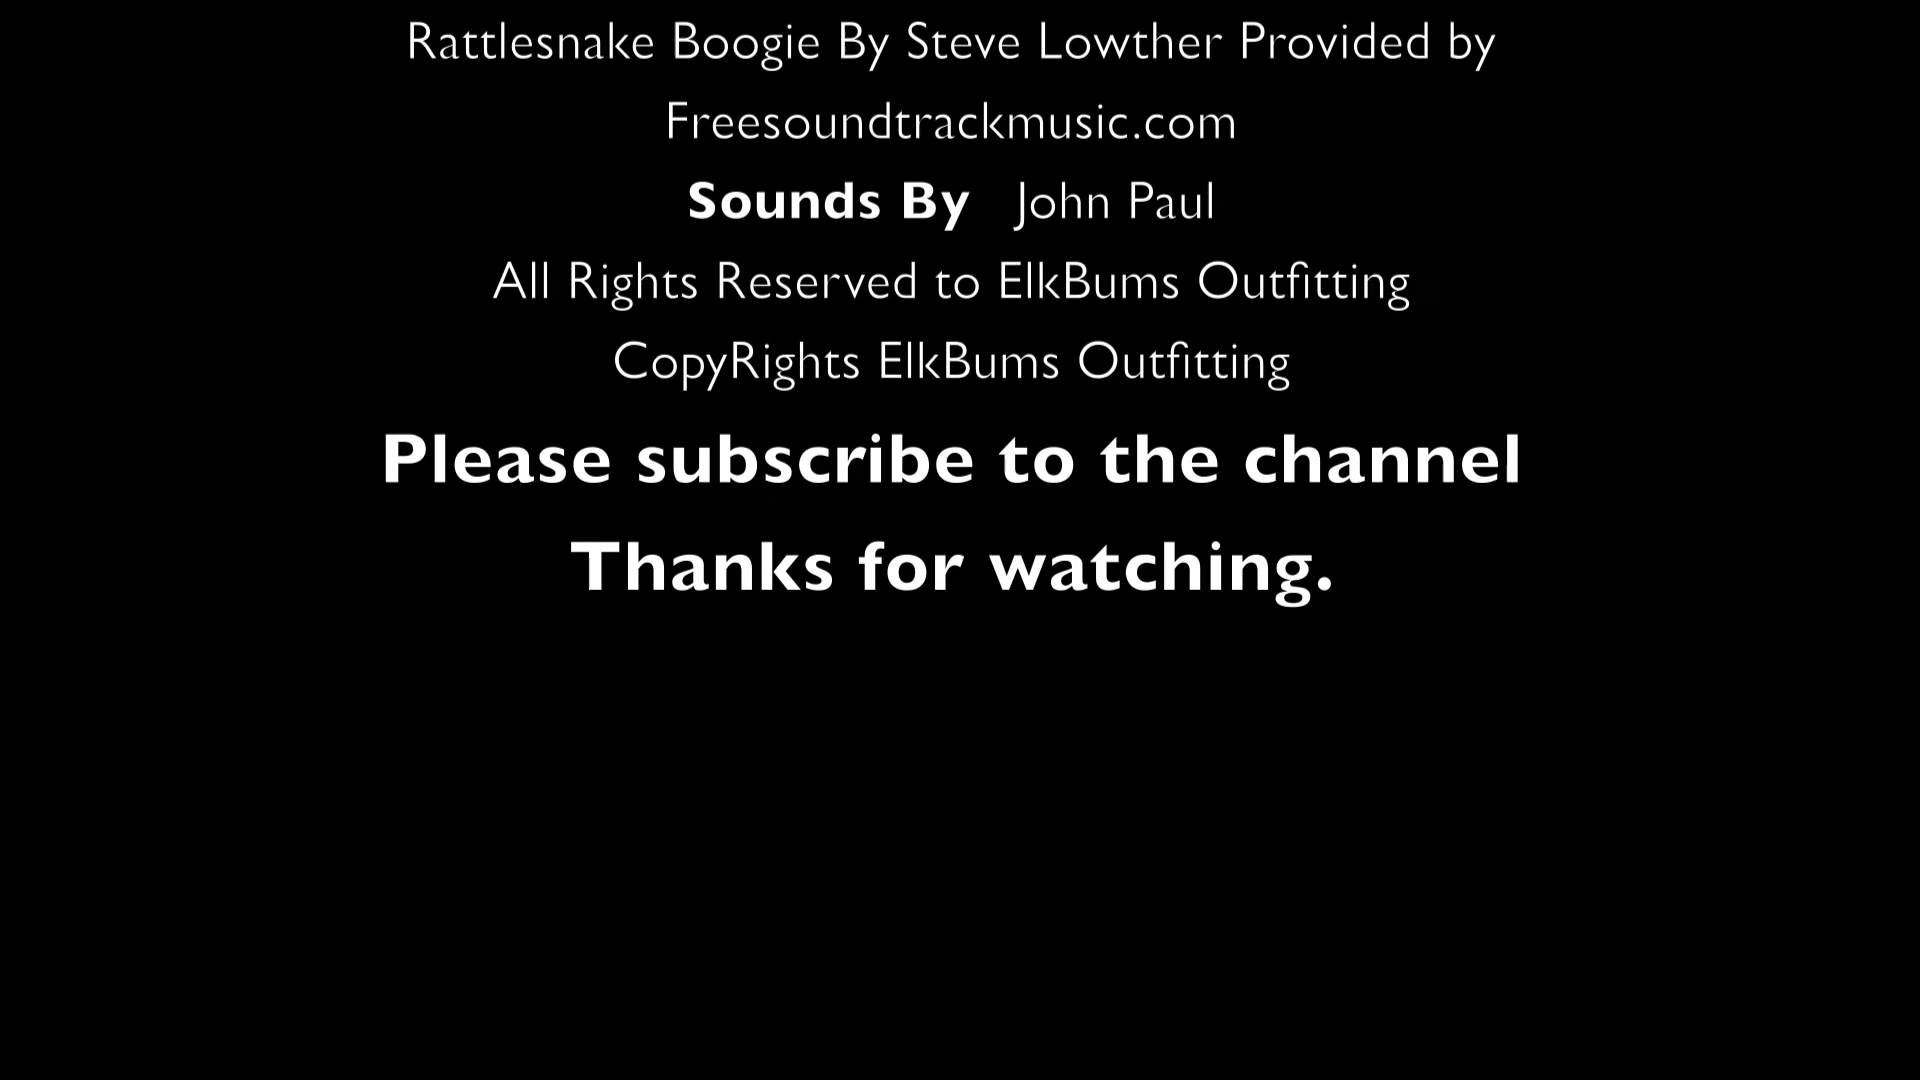 Rattlesnake Boogie By Steve Lowther Provided by
Freesoundtrackmusic.com
Sounds By John Paul
All Rights Reserved to ElkBums Outfitting
CopyRights ElkBums Outfitting
Please subscribe to the channel
Thanks for watching.